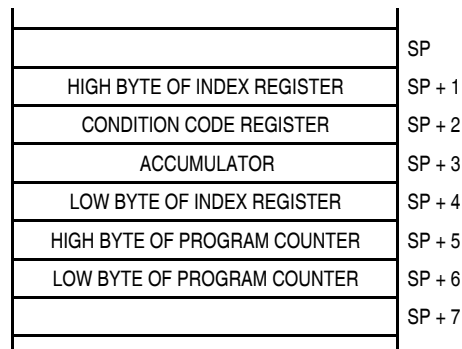 SP
HIGH BYTE OF INDEX REGISTER SP + 1
CONDITION CODE REGISTER SP + 2
ACCUMULATOR SP + 3
LOW BYTE OF INDEX REGISTER SP + 4
HIGH BYTE OF PROGRAM COUNTER SP + 5
LOW BYTE OF PROGRAM COUNTER SP + 6
SP + 7